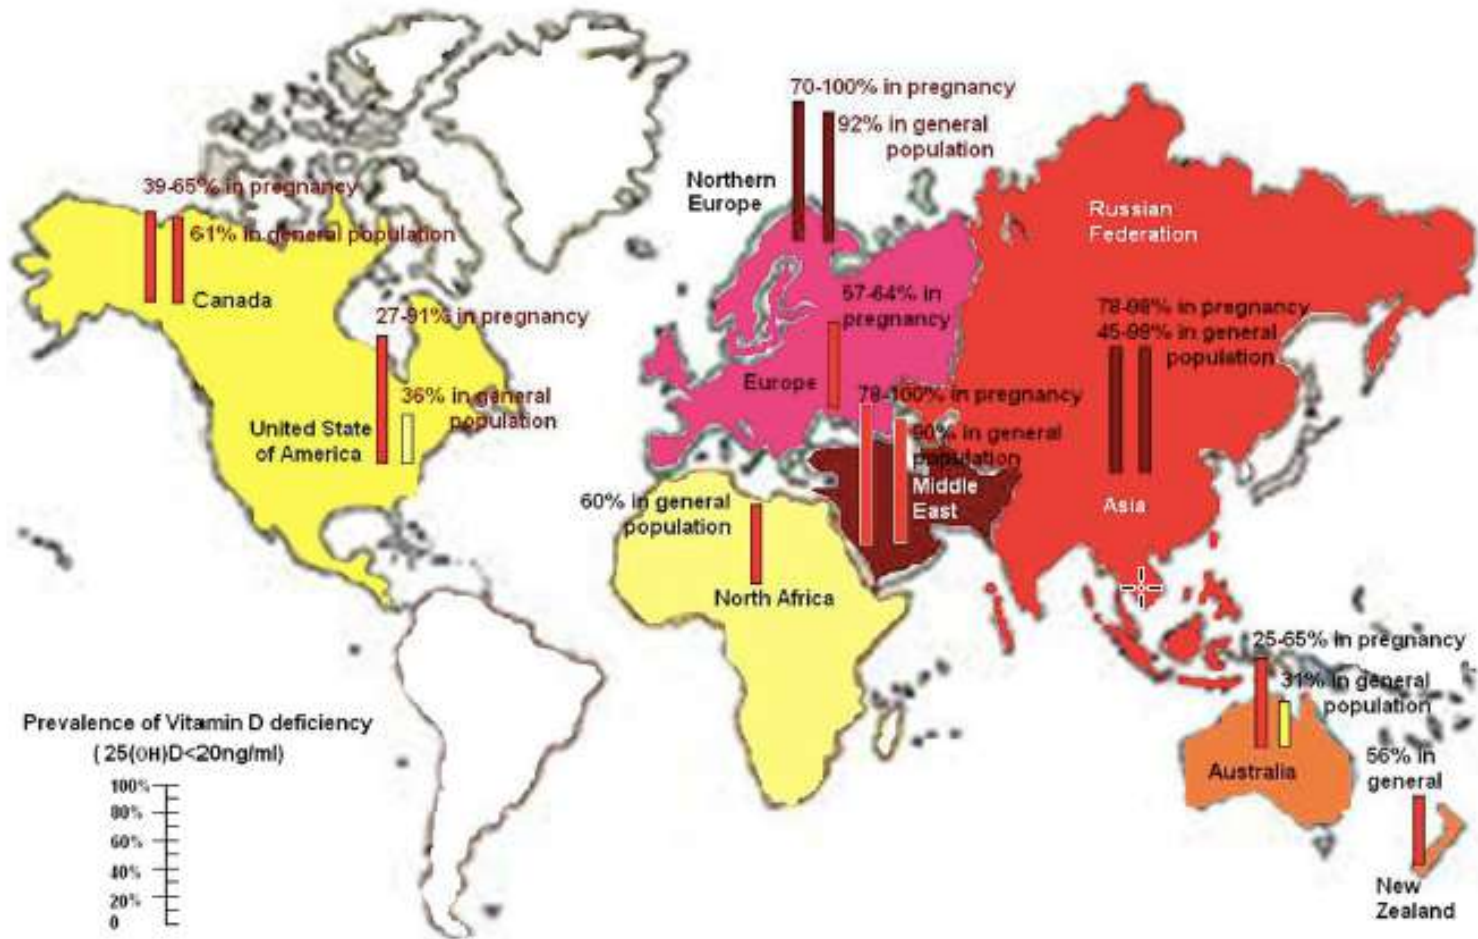 70-100% in pregnancy
92% in general
population
Northern
Europe
39-65% in pregnancy
61% in general population
Canada
Russian
Federation
27-91% in pregnancy
36% in general
population
United State
of America
57-64% in
pregnancy
Europe
78-98% in pregnancy
45-98% in general
population
Asia
78-100% in pregnancy
90% in general
population
Middle
East
60% in general
population
North Africa
25-65% in pregnancy
31% in general
population
Australia
56% in
general
New
Zealand
Prevalence of Vitamin D deficiency
( 25(OH)D<20ng/ml)
100%
80%
60%
40%
20%
0